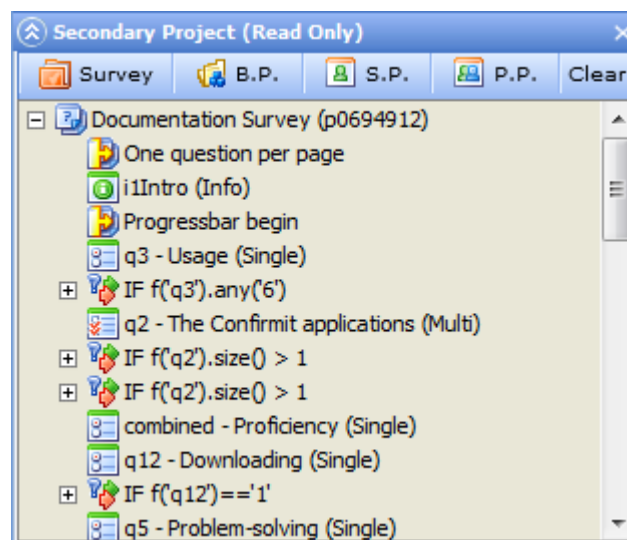 Secondary Project (Read Only)
Survey B.P. S.P. P.P. Clear
Documentation Survey (p0694912)
One question per page
i1Intro (Info)
Progressbar begin
q3 - Usage (Single)
IF f('q3').any('6')
q2 - The Confirmit applications (Multi)
IF f('q2').size() > 1
IF f('q2').size() > 1
combined - Proficiency (Single)
q12 - Downloading (Single)
IF f('q12')=='1'
q5 - Problem-solving (Single)